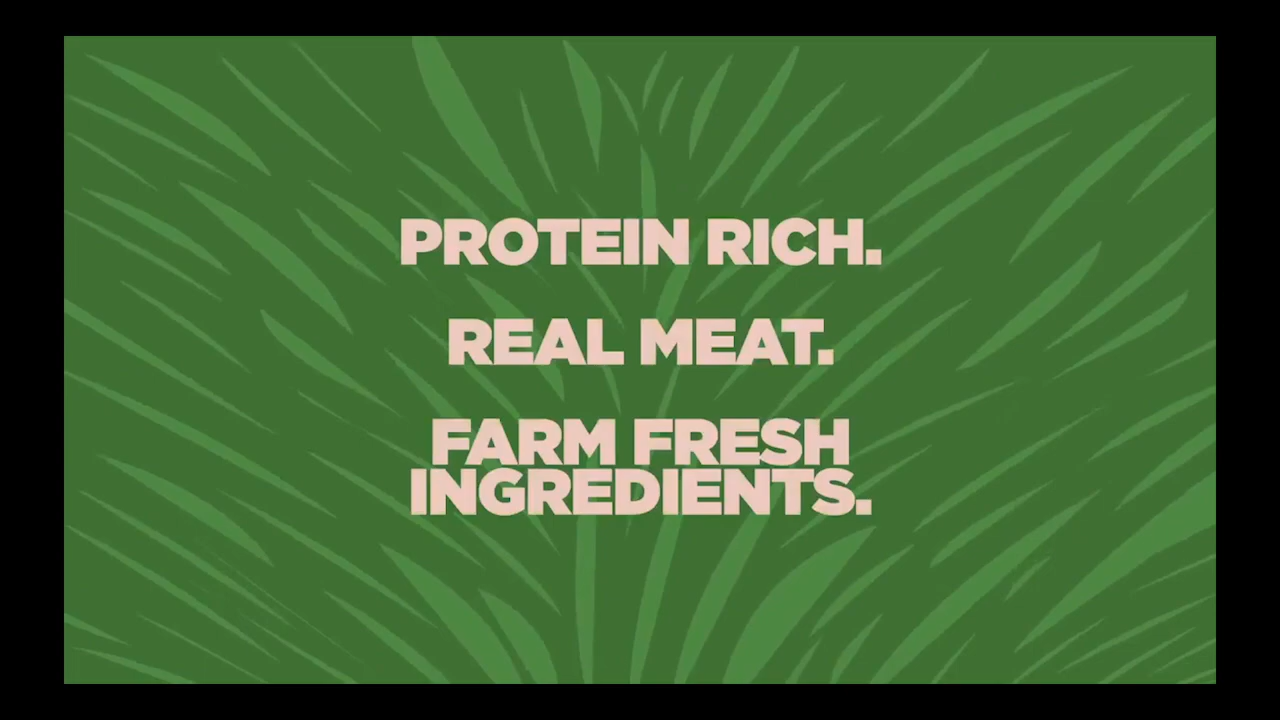 PROTEIN RICH.
REAL MEAT.
FARM FRESH
INGREDIENTS.